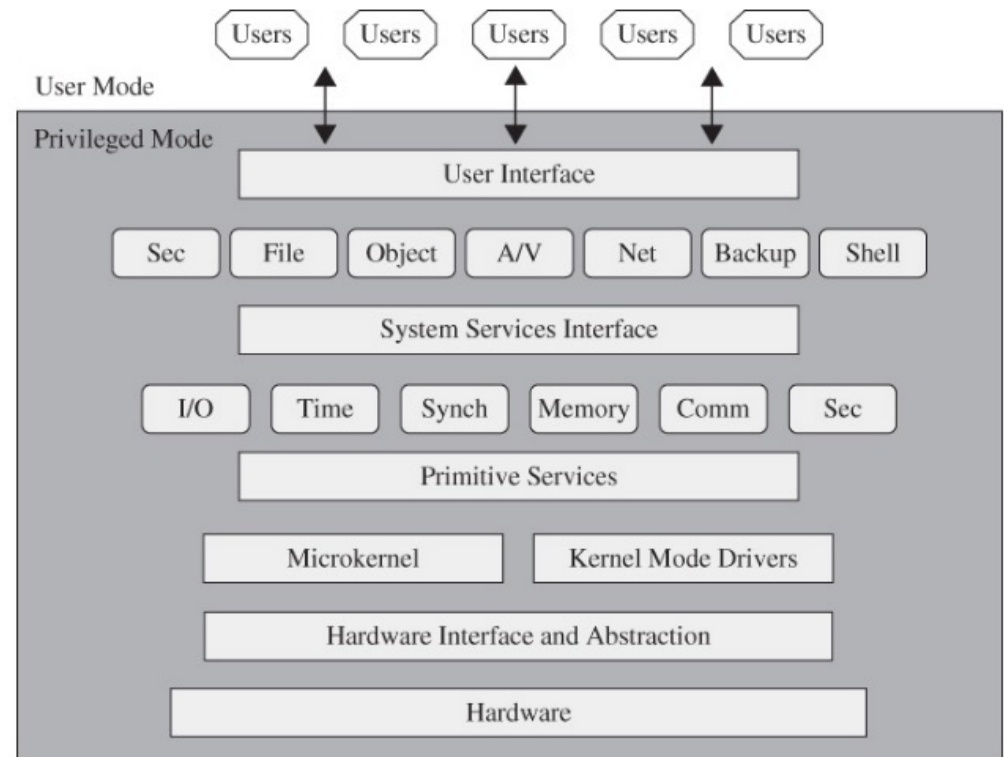 Users Users Users Users Users
User Mode
Privileged Mode
User Interface
Sec File Object A/V Net Backup Shell
System Services Interface
I/O Time Synch Memory Comm Sec
Primitive Services
Microkernel Kernel Mode Drivers
Hardware Interface and Abstraction
Hardware